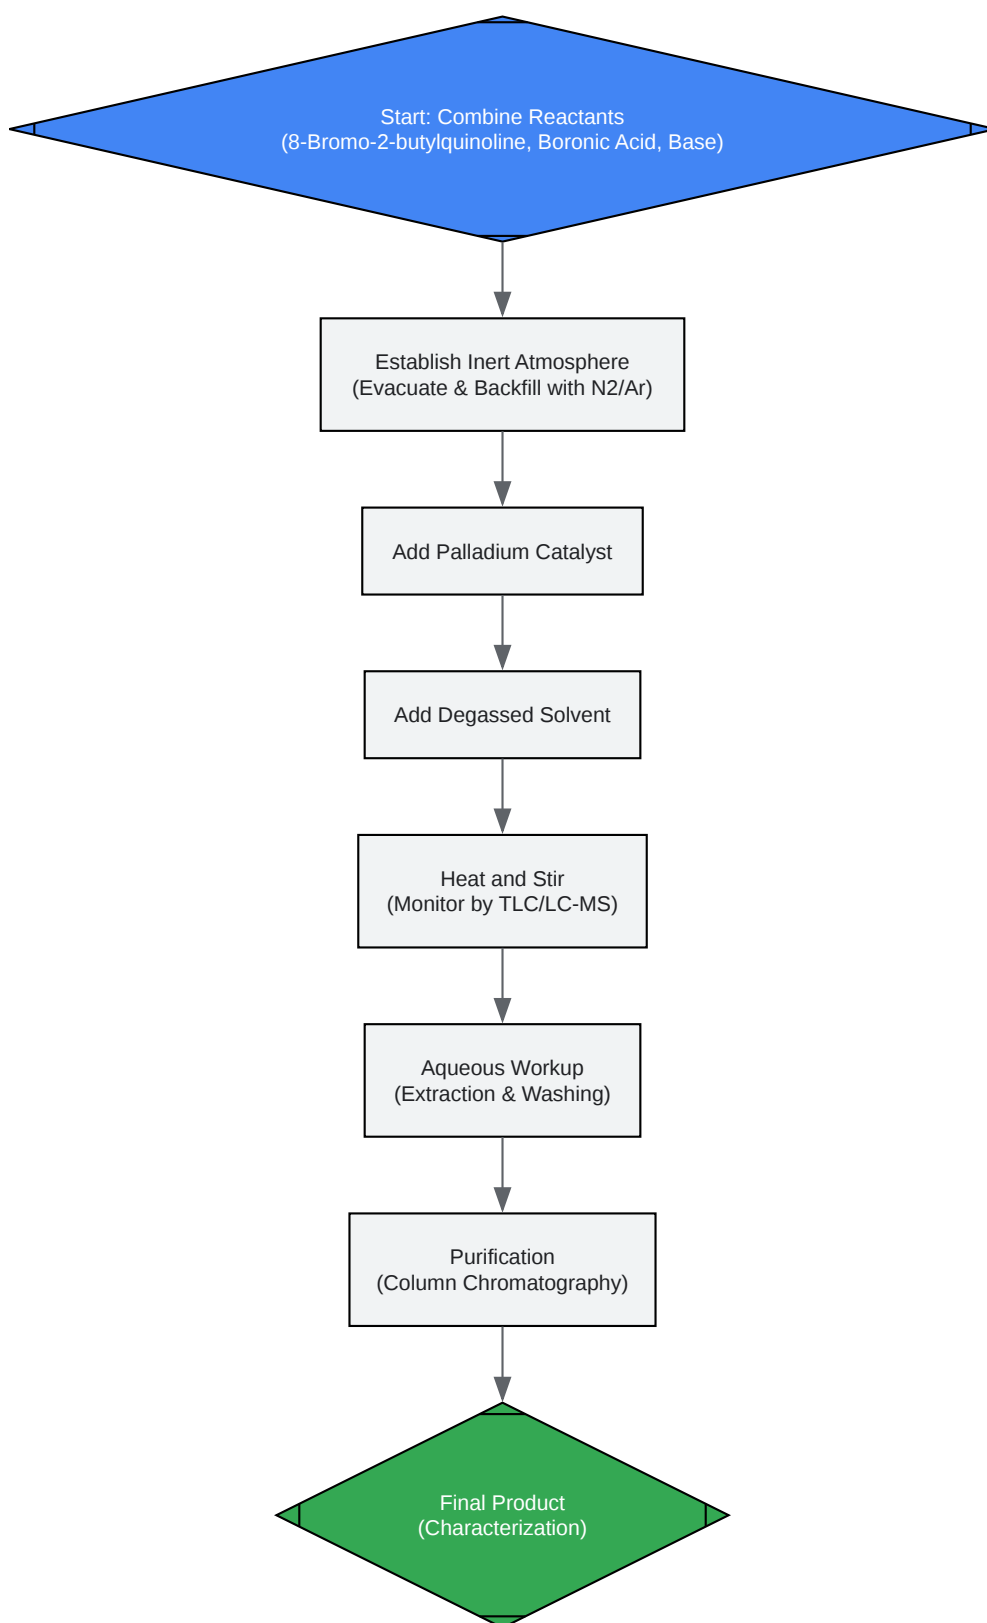 Start: Combine Reactants
(8-Bromo-2-butylquinoline, Boronic Acid, Base)
Establish Inert Atmosphere
(Evacuate & Backfill with N2/Ar)
Add Palladium Catalyst
Add Degassed Solvent
Heat and Stir
(Monitor by TLC/LC-MS)
Aqueous Workup
(Extraction & Washing)
Purification
(Column Chromatography)
Final Product
(Characterization)